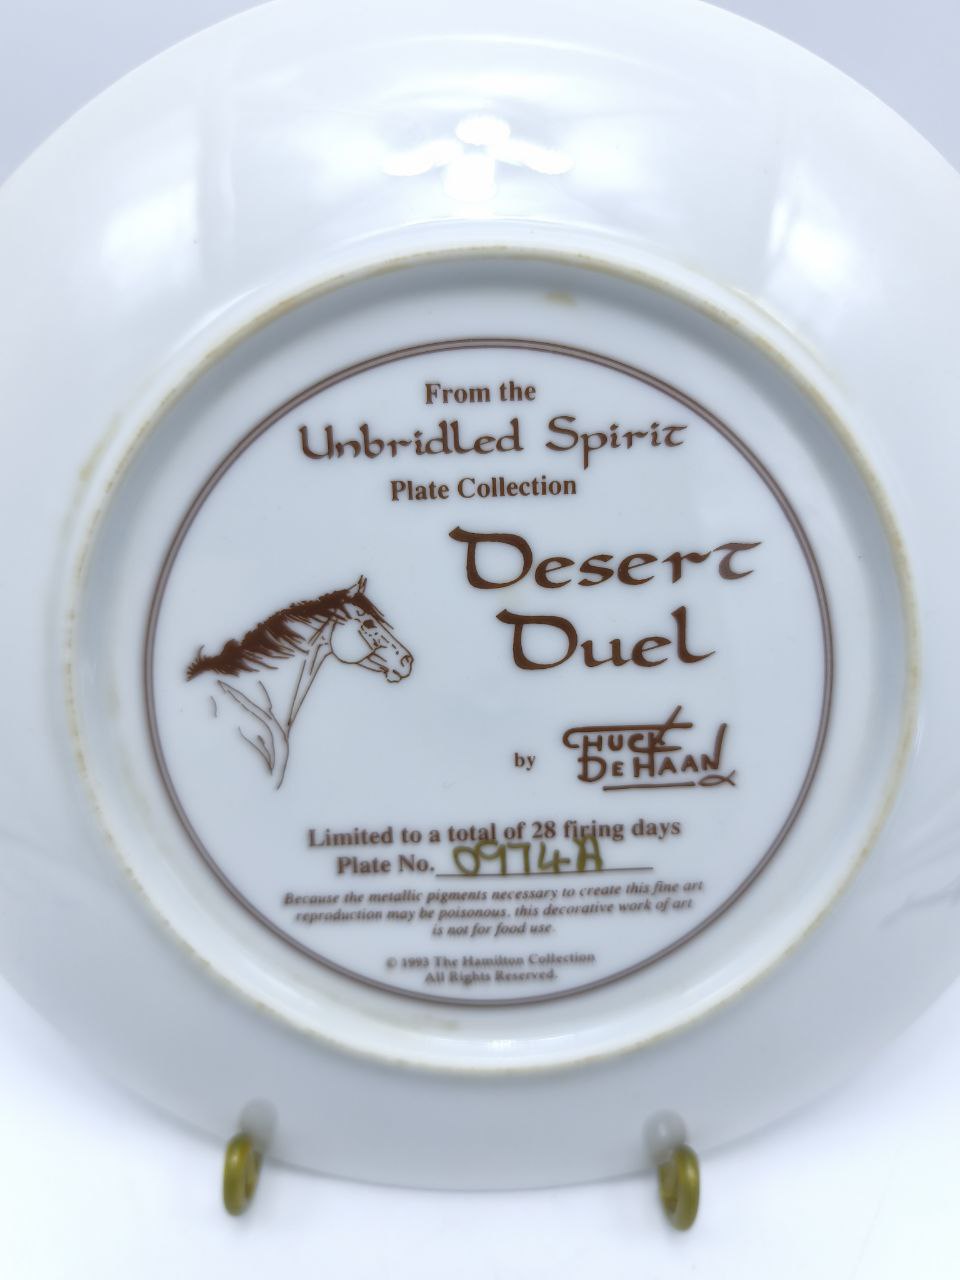 From the
Unbridled Spirit
Plate Collection
Desert
Duel
by CHUCK DEHAAN
Limited to a total of 28 firing days
Plate No. 0974A
Because the metallic pigments necessary to create this fine art
reproduction may be poisonous, this decorative work of art
is not for food use.
© 1993 The Hamilton Collection
All Rights Reserved.